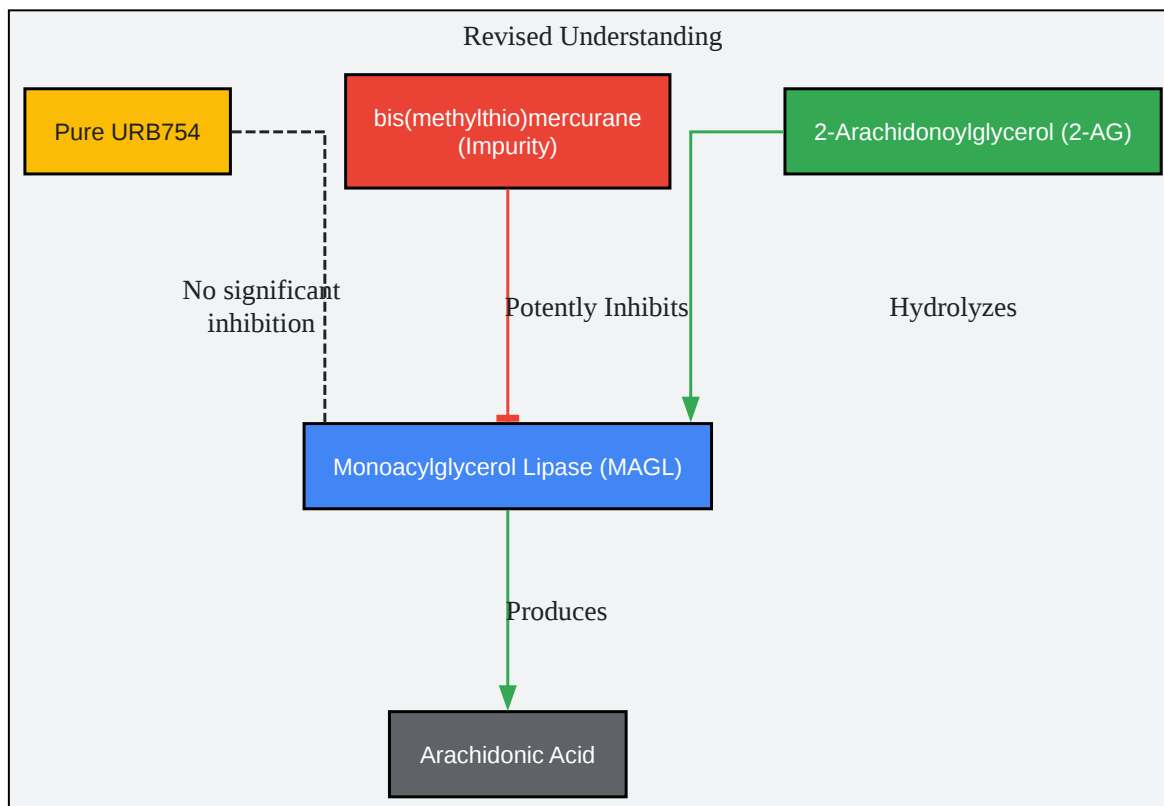 Revised Understanding
Pure URB754
bis(methylthio)mercurane
(Impurity)
2-Arachidonoylglycerol (2-AG)
No significant
inhibition
Potently Inhibits
Hydrolyzes
Monoacylglycerol Lipase (MAGL)
Produces
Arachidonic Acid